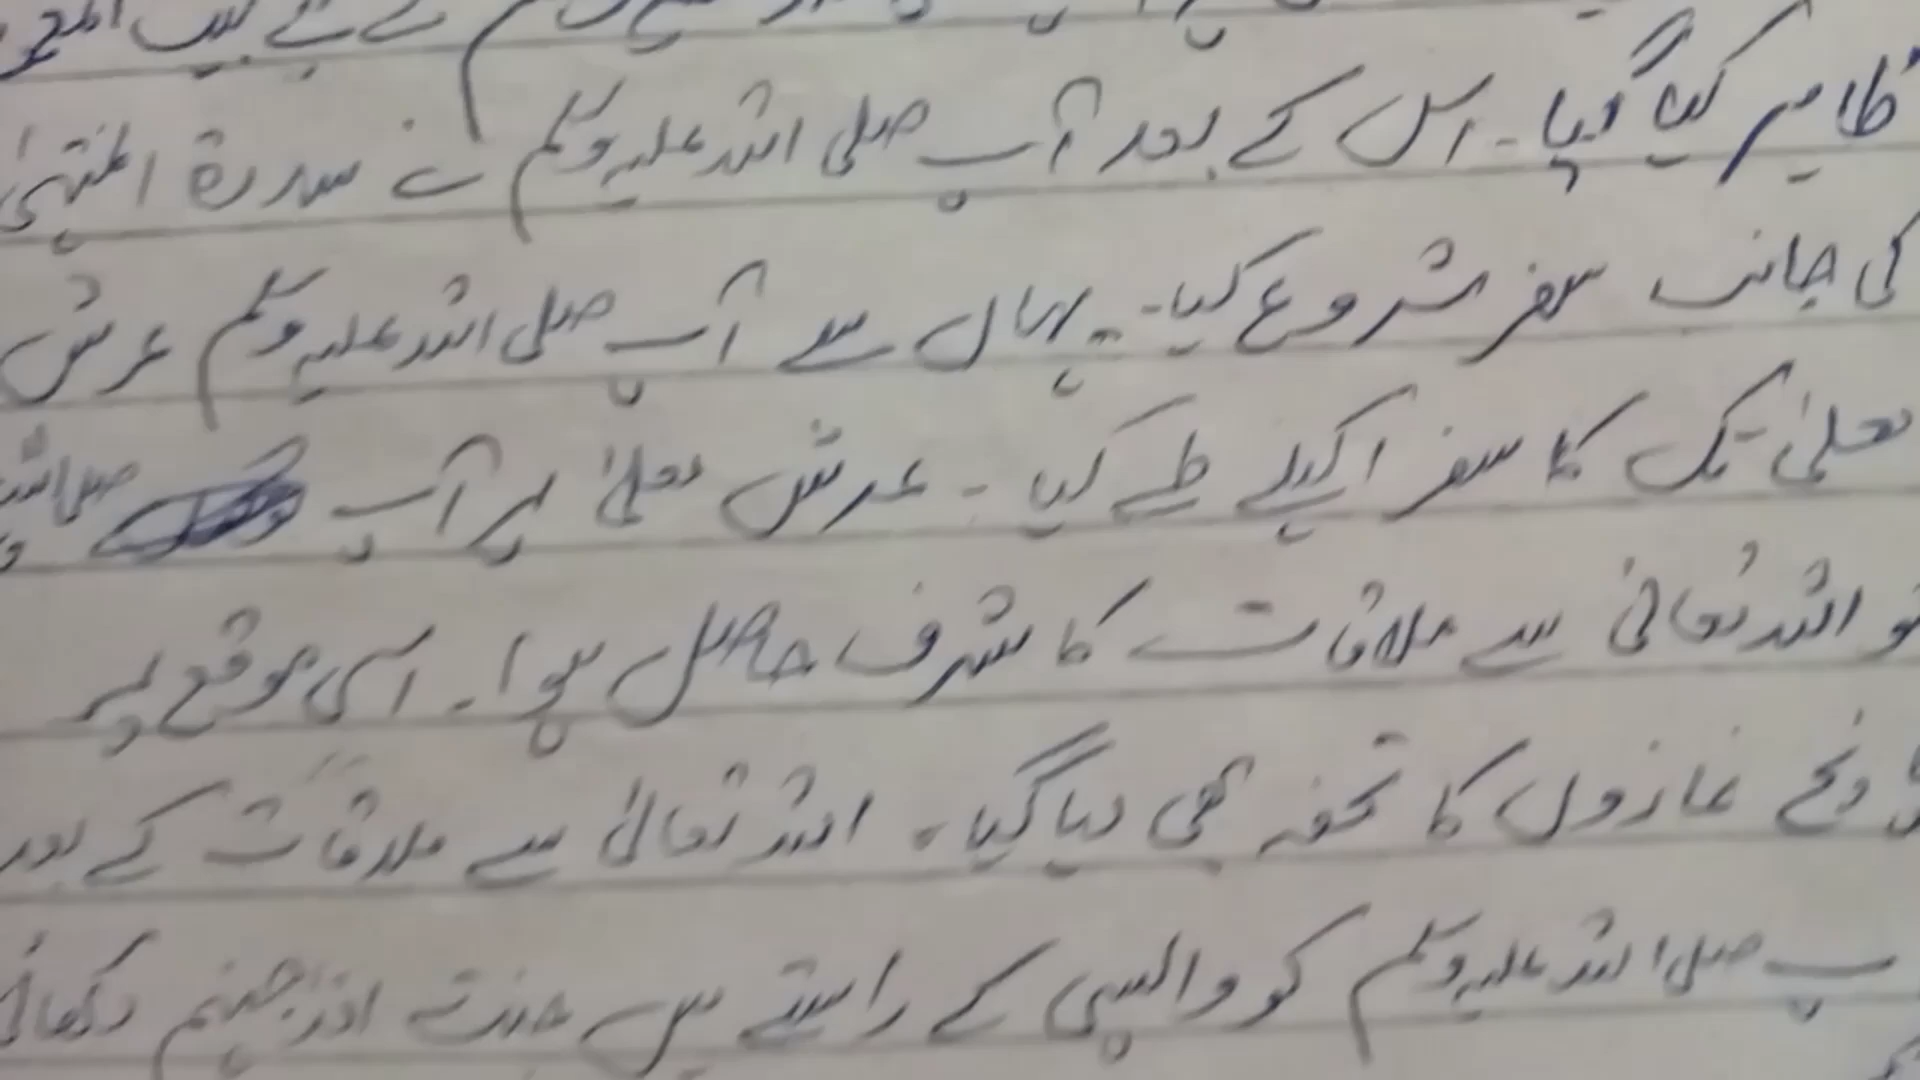 ظاہر کیا گیا ۔ اس کے بعد آپ صلی اللہ علیہ وسلم نے سدرۃ المنتہیٰ
کی جانب سفر شروع کیا ۔ یہاں سے آپ صلی اللہ علیہ وسلم عرش
معلیٰ تک کا سفر اکیلے طے کیا ۔ عرش معلیٰ پر آپ صلی اللہ
کو اللہ تعالیٰ سے ملاقات کا شرف حاصل ہوا ۔ اسی موقع پر
نمازوں کا تحفہ بھی دیا گیا ۔ اللہ تعالیٰ سے ملاقات کے بعد
صلی اللہ علیہ وسلم کو واپسی کے راستے میں جنت اور جہنم دکھائی